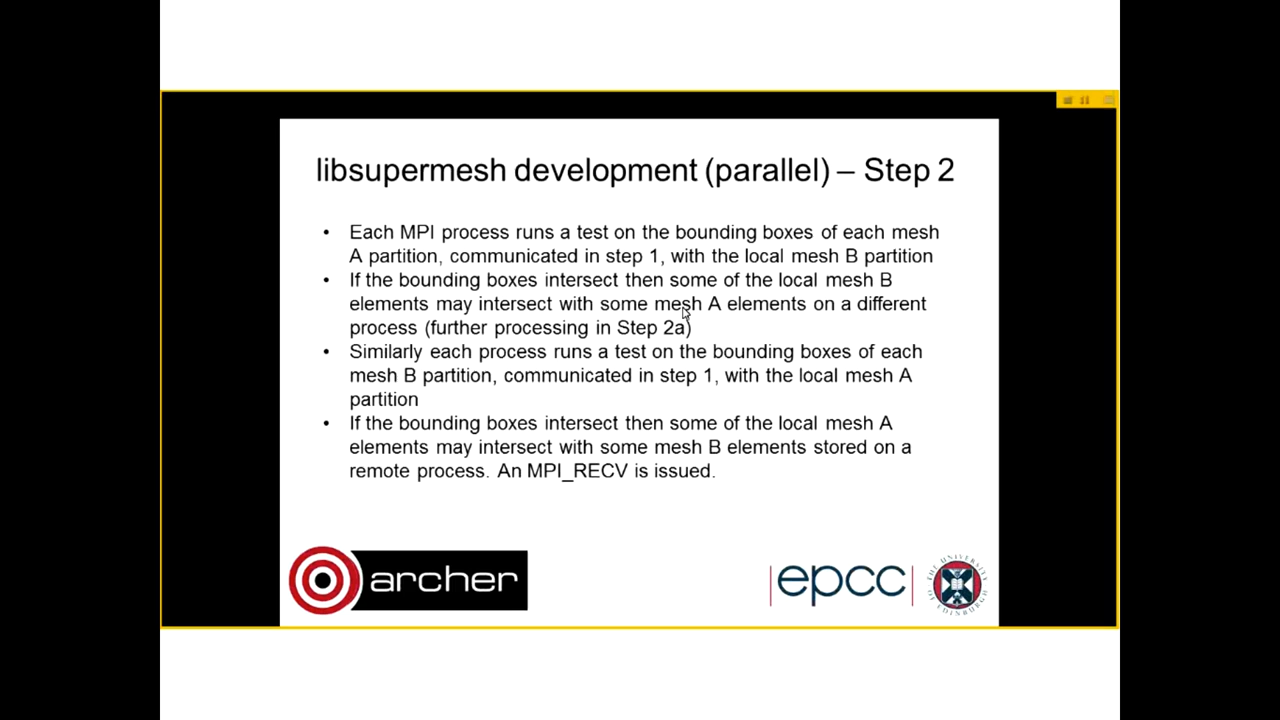 libsupermesh development (parallel) – Step 2
• Each MPI process runs a test on the bounding boxes of each mesh
A partition, communicated in step 1, with the local mesh B partition
• If the bounding boxes intersect then some of the local mesh B
elements may intersect with some mesh A elements on a different
process (further processing in Step 2a)
• Similarly each process runs a test on the bounding boxes of each
mesh B partition, communicated in step 1, with the local mesh A
partition
• If the bounding boxes intersect then some of the local mesh A
elements may intersect with some mesh B elements stored on a
remote process. An MPI_RECV is issued.
archer
|epcc|
THE UNIVERSITY
OF EDINBURGH